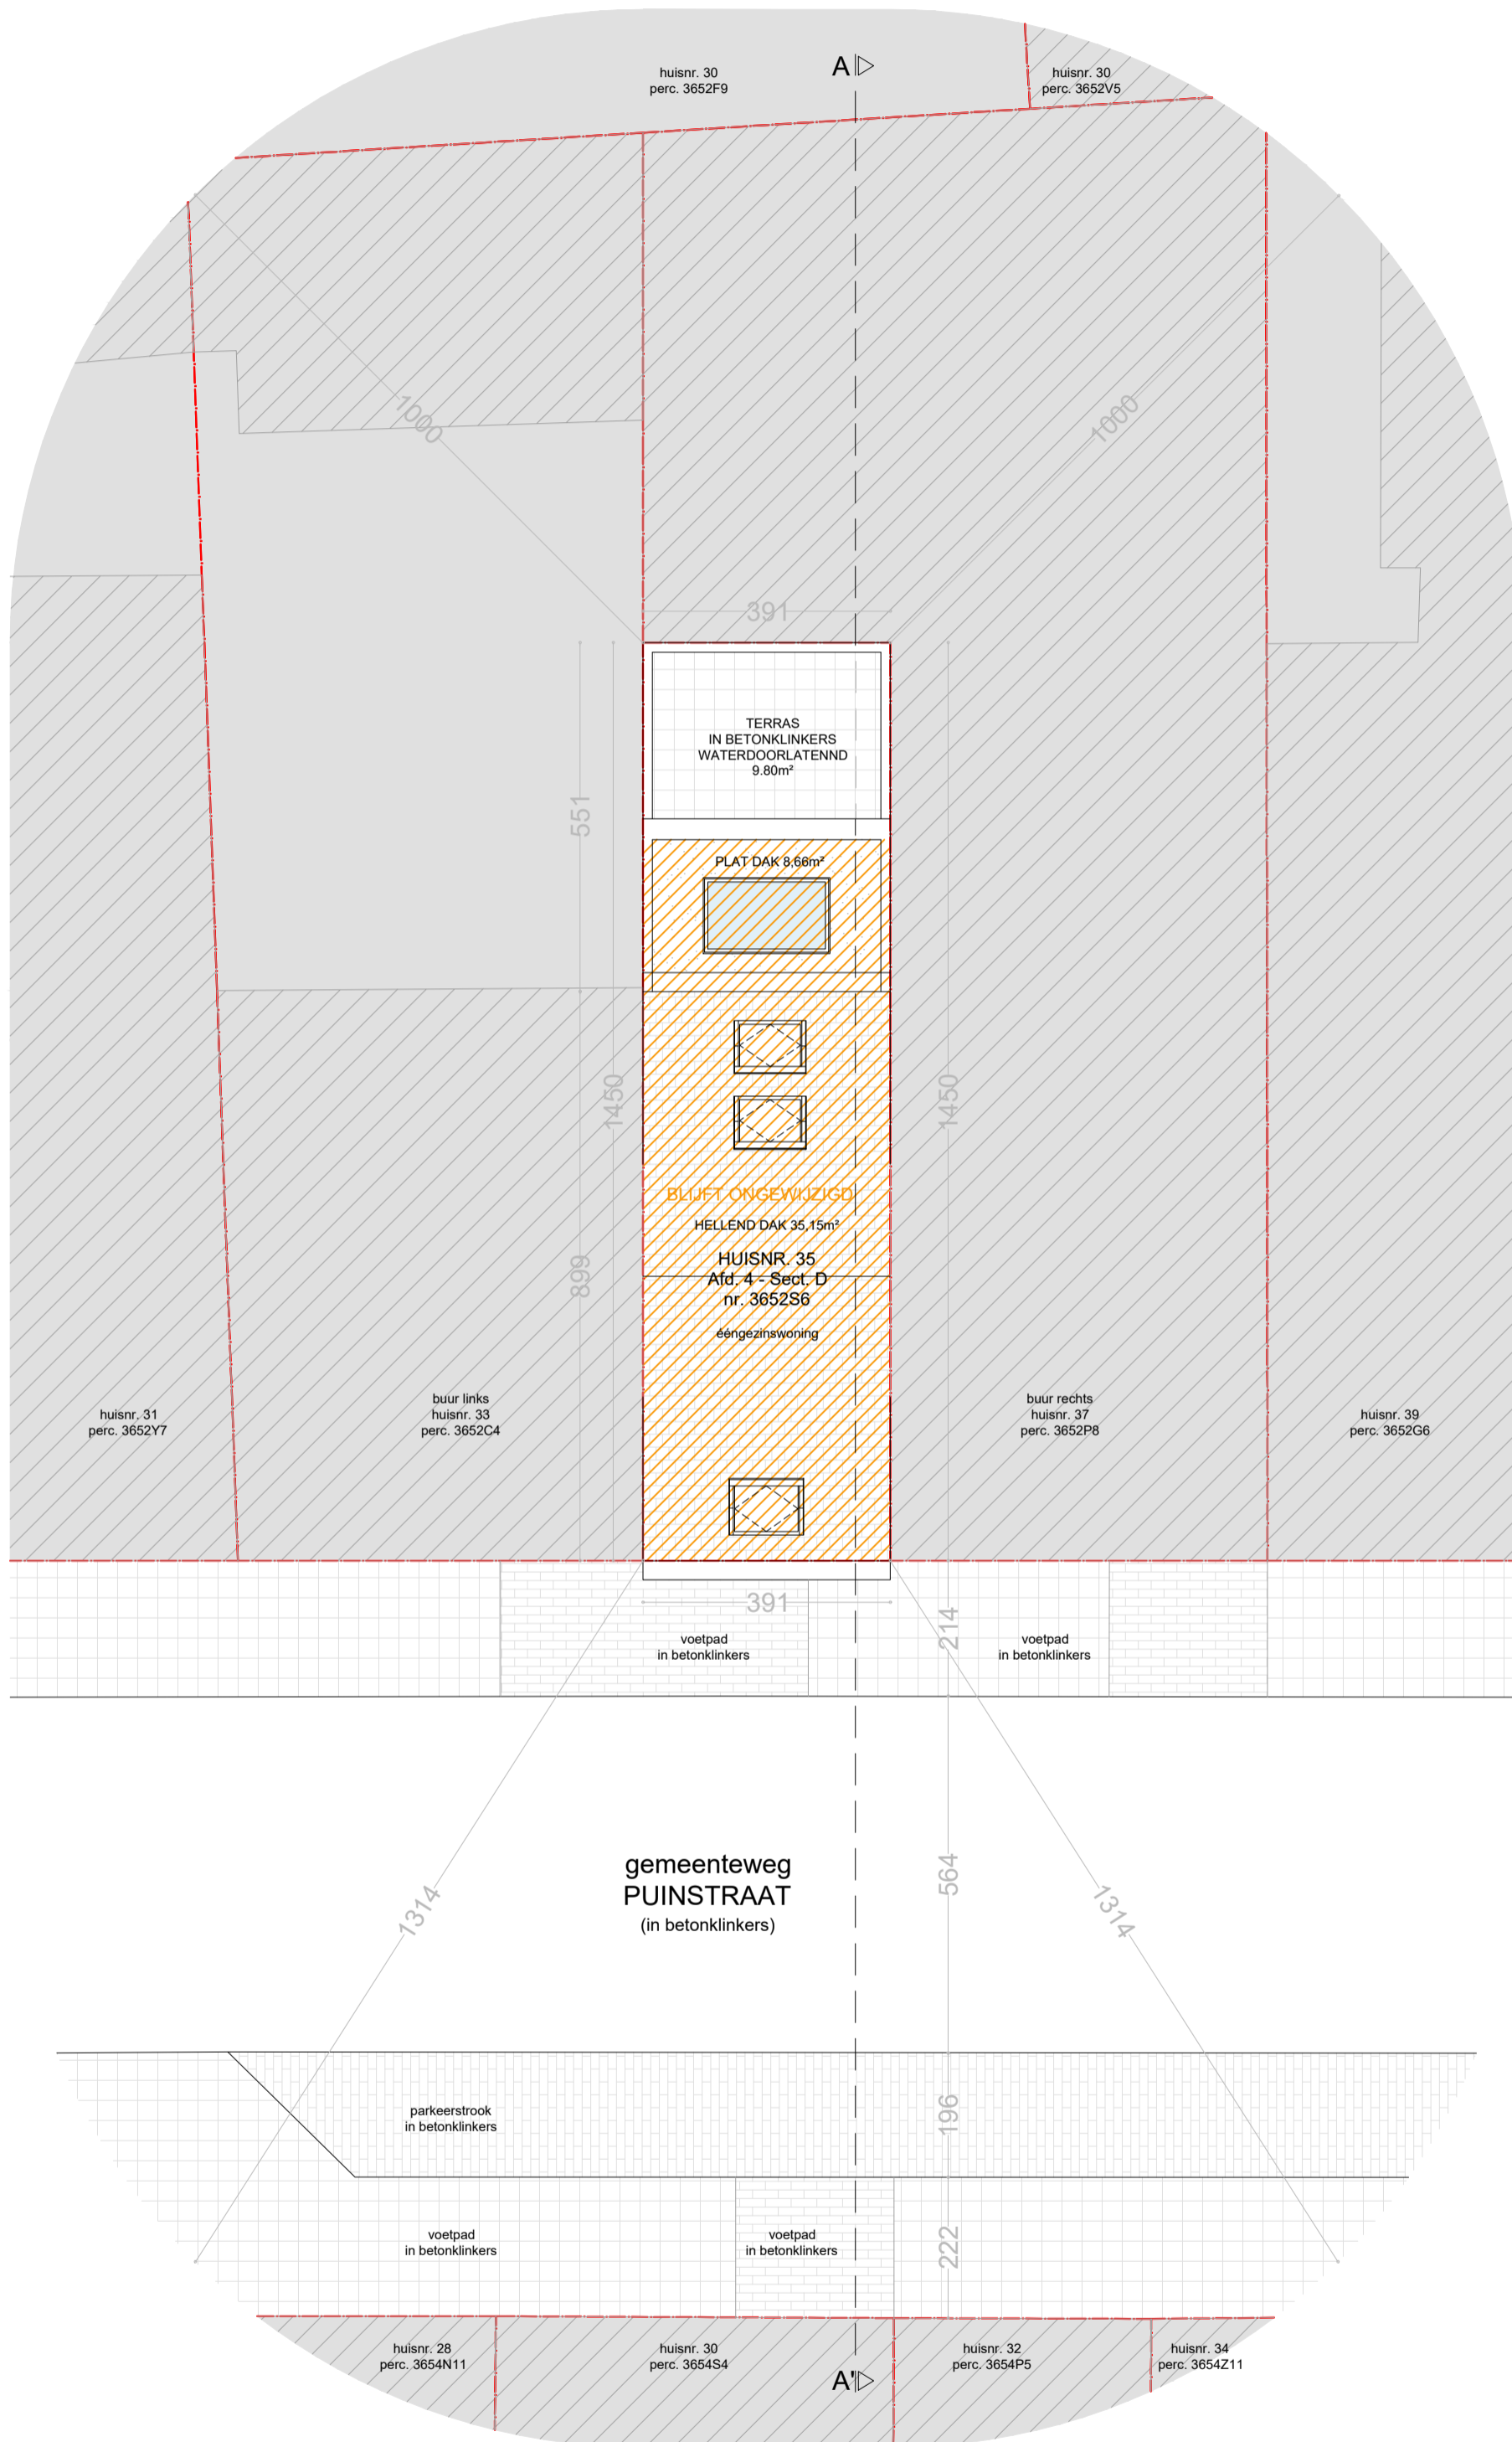 A
huisnr. 30
perc. 3652F9
huisnr. 30
perc. 3652V5
1000
1000
391
TERRAS
IN BETONKLINKERS
WATERDOORLATENND
9.80m²
551
PLAT DAK 8,66m²
1450
1450
BLIJFT ONGEWIJZIGD
HELLEND DAK 35,15m²
899
HUISNR. 35
Afd. 4 - Sect. D
nr. 3652S6
ééngezinswoning
huisnr. 31
perc. 3652Y7
buur links
huisnr. 33
perc. 3652C4
buur rechts
huisnr. 37
perc. 3652P8
huisnr. 39
perc. 3652G6
391
214
voetpad
in betonklinkers
voetpad
in betonklinkers
gemeenteweg
PUINSTRAAT
(in betonklinkers)
564
1314
1314
parkeerstrook
in betonklinkers
196
voetpad
in betonklinkers
voetpad
in betonklinkers
222
huisnr. 28
perc. 3654N11
huisnr. 30
perc. 3654S4
huisnr. 32
perc. 3654P5
huisnr. 34
perc. 3654Z11
A'